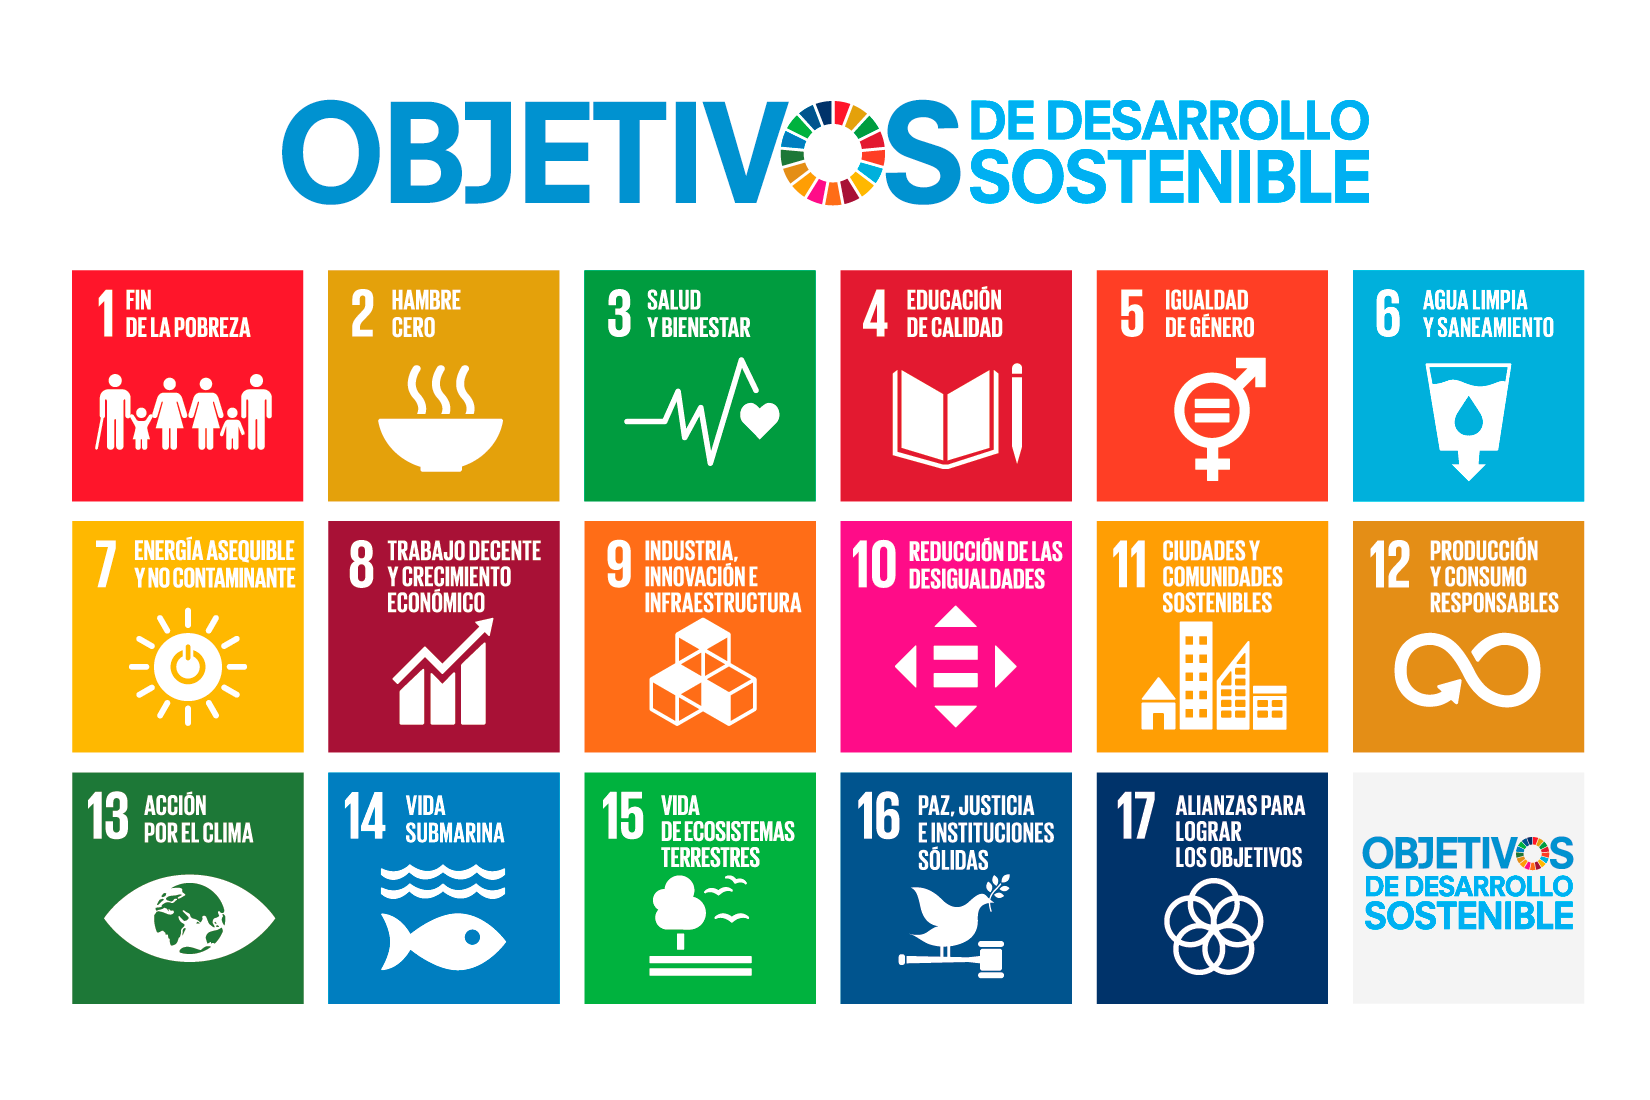 OBJETIVOS
DE DESARROLLO
SOSTENIBLE
1 FIN
DE LA POBREZA
2 HAMBRE
CERO
3 SALUD
Y BIENESTAR
4 EDUCACIÓN
DE CALIDAD
5 IGUALDAD
DE GÉNERO
6 AGUA LIMPIA
Y SANEAMIENTO
7 ENERGÍA ASEQUIBLE
Y NO CONTAMINANTE
8 TRABAJO DECENTE
Y CRECIMIENTO
ECONÓMICO
9 INDUSTRIA,
INNOVACIÓN E
INFRAESTRUCTURA
10 REDUCCIÓN DE LAS
DESIGUALDADES
11 CIUDADES Y
COMUNIDADES
SOSTENIBLES
12 PRODUCCIÓN
Y CONSUMO
RESPONSABLES
13 ACCIÓN
POR EL CLIMA
14 VIDA
SUBMARINA
15 VIDA
DE ECOSISTEMAS
TERRESTRES
16 PAZ, JUSTICIA
E INSTITUCIONES
SÓLIDAS
17 ALIANZAS PARA
LOGRAR
LOS OBJETIVOS
OBJETIVOS
DE DESARROLLO
SOSTENIBLE